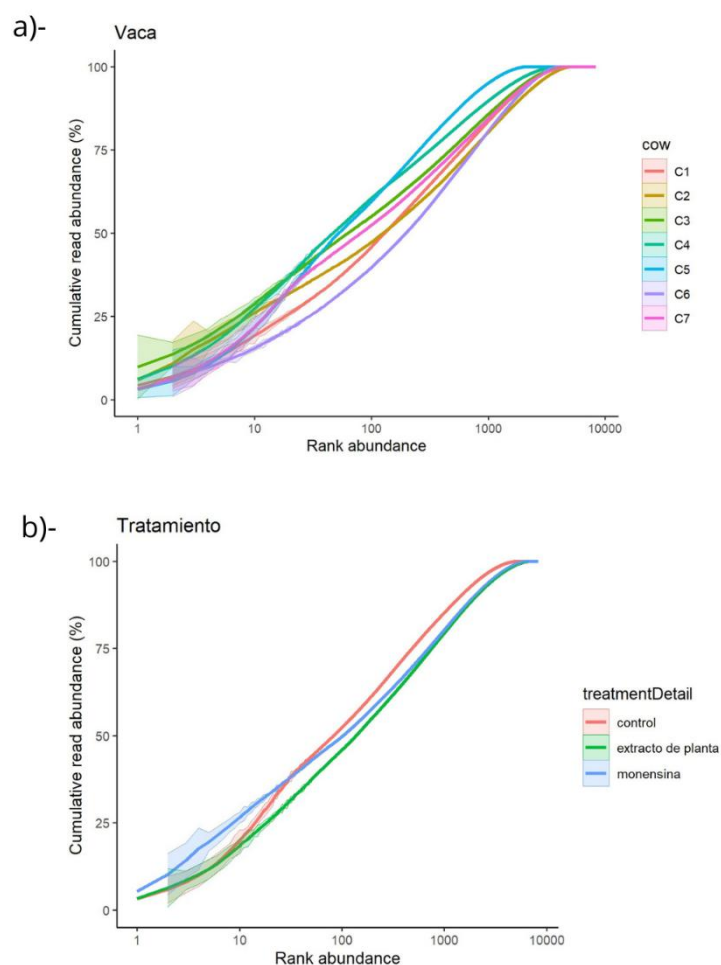 a)-
Vaca
100
75
50
25
0
Cumulative read abundance (%)
1 10 100 1000 10000
Rank abundance
cow
C1
C2
C3
C4
C5
C6
C7
b)-
Tratamiento
100
75
50
25
0
Cumulative read abundance (%)
1 10 100 1000 10000
Rank abundance
treatmentDetail
control
extracto de planta
monensina